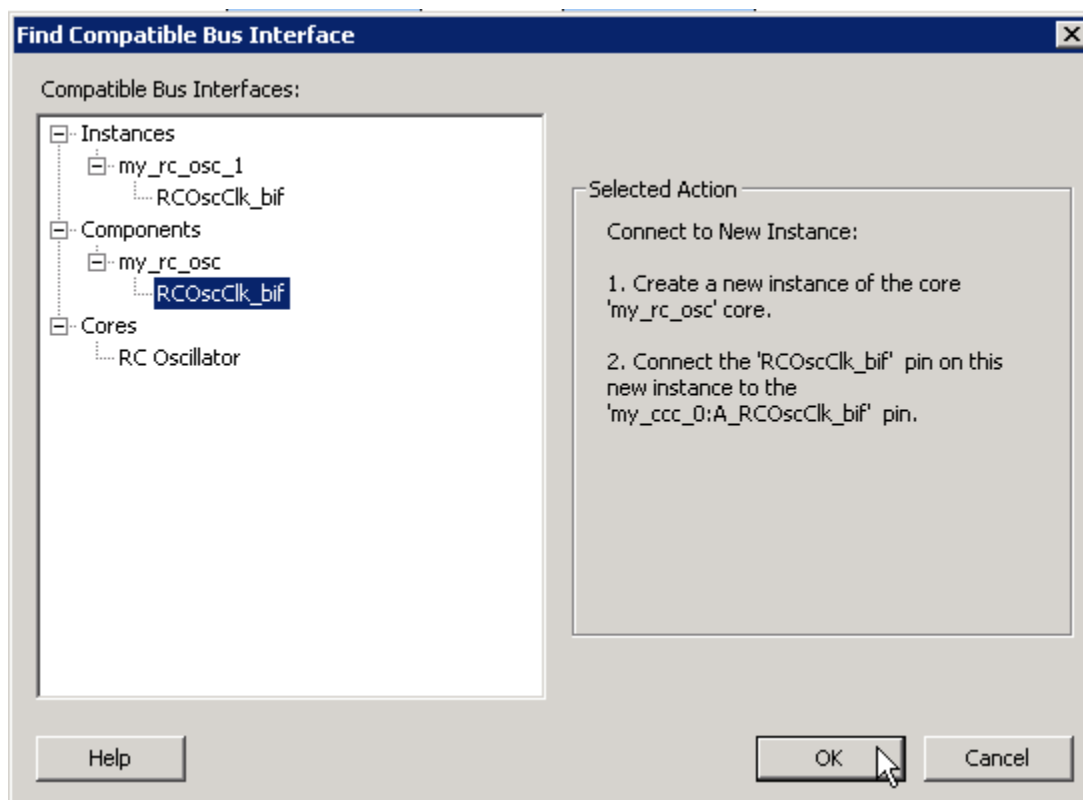 Find Compatible Bus Interface
Compatible Bus Interfaces:
Instances
my_rc_osc_1
RCOscClk_bif
Components
my_rc_osc
RCOscClk_bif
Cores
RC Oscillator
Selected Action
Connect to New Instance:
1. Create a new instance of the core
'my_rc_osc' core.
2. Connect the 'RCOscClk_bif' pin on this
new instance to the
'my_ccc_0:A_RCOscClk_bif' pin.
Help
OK
Cancel